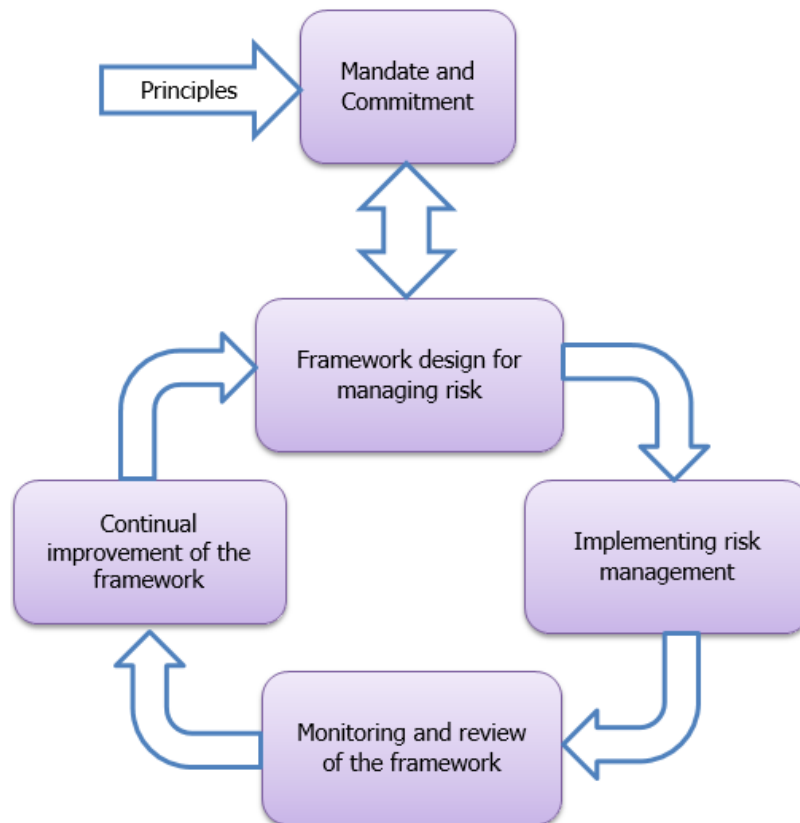 Principles
Mandate and
Commitment
Framework design for
managing risk
Continual
improvement of the
framework
Implementing risk
management
Monitoring and review
of the framework